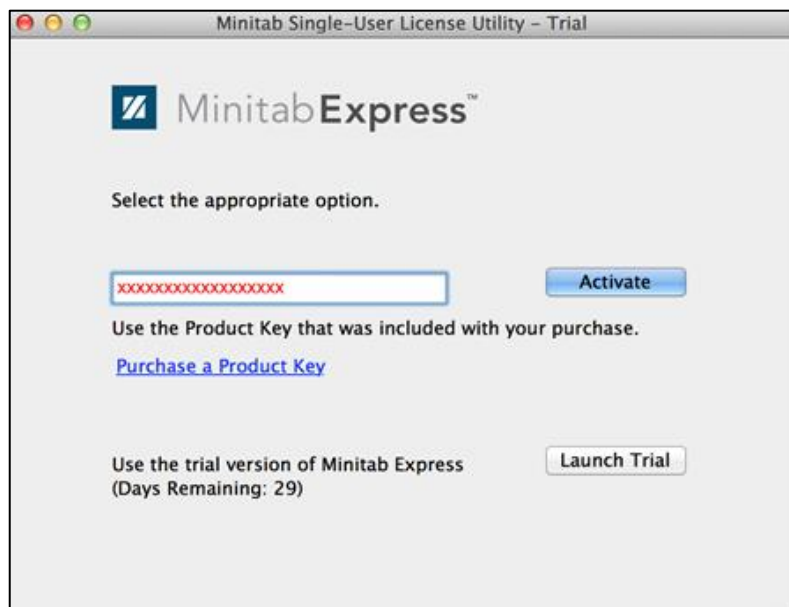 Minitab Single-User License Utility – Trial
Minitab Express™
Select the appropriate option.
xxxxxxxxxxxxxxxxxx
Activate
Use the Product Key that was included with your purchase.
Purchase a Product Key
Use the trial version of Minitab Express
(Days Remaining: 29)
Launch Trial